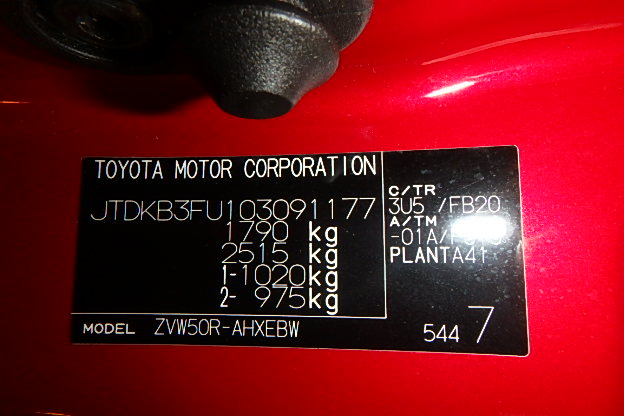 TOYOTA MOTOR CORPORATION
JTDKB3FU103091177
1790 kg
2515 kg
1-1020kg
2- 975kg
C/TR
3U5 /FB20
A/TM
-01A/
PLANTA41
MODEL ZVW50R-AHXEBW
544 7